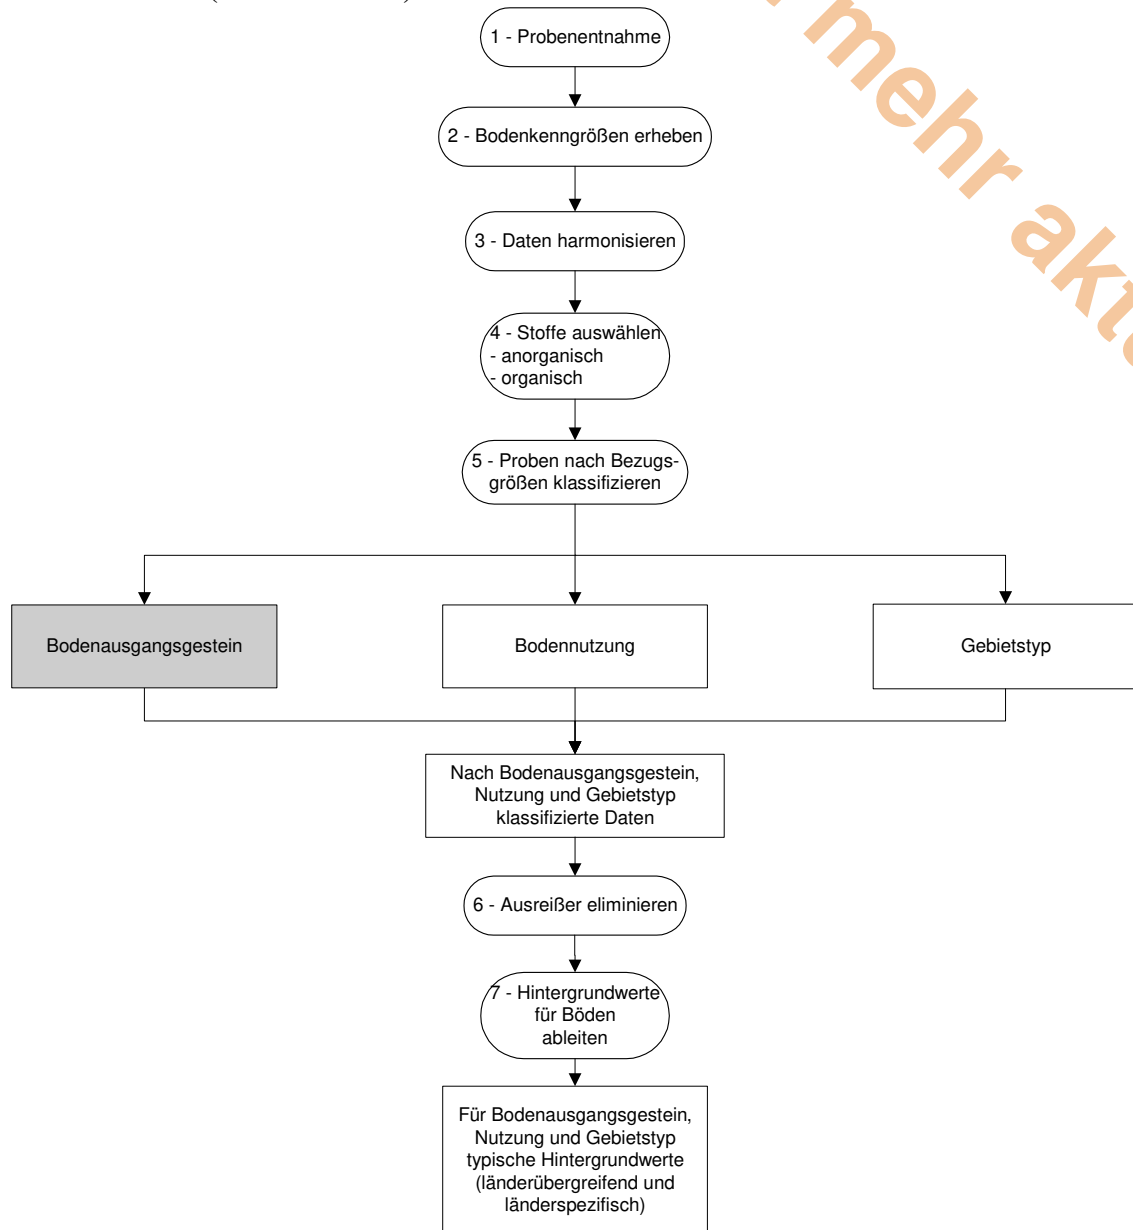 mehr
1 - Probenentnahme
2 - Bodenkenngrößen erheben
3 - Daten harmonisieren
4 - Stoffe auswählen
- anorganisch
- organisch
5 - Proben nach Bezugs-
größen klassifizieren
Bodenausgangsgestein
Bodennutzung
Gebietstyp
Nach Bodenausgangsgestein,
Nutzung und Gebietstyp
klassifizierte Daten
6 - Ausreißer eliminieren
7 - Hintergrundwerte
für Böden
ableiten
Für Bodenausgangsgestein,
Nutzung und Gebietstyp
typische Hintergrundwerte
(länderübergreifend und
länderspezifisch)